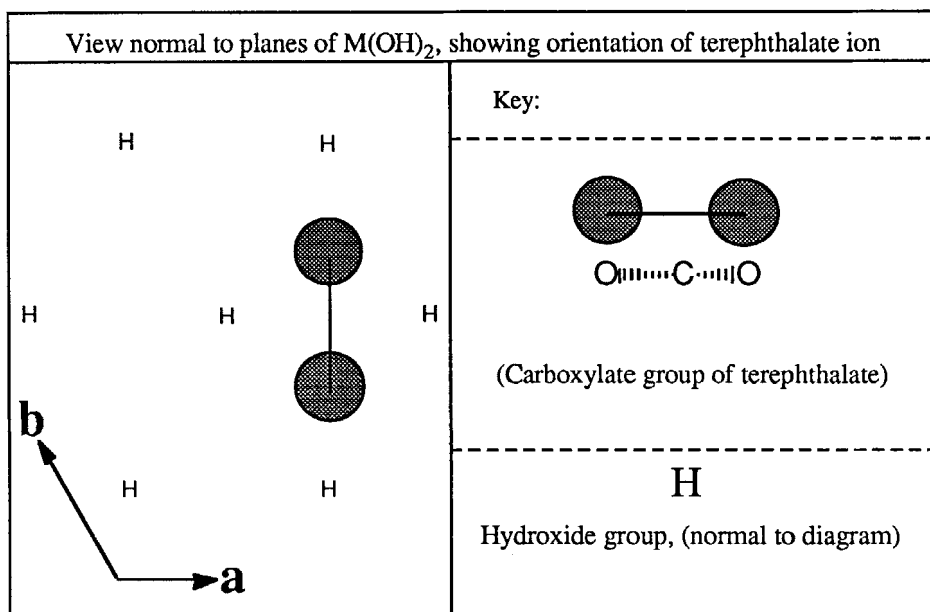 View normal to planes of M(OH)2, showing orientation of terephthalate ion
Key:
H H
O C O
H H H
(Carboxylate group of terephthalate)
b
H H
H
Hydroxide group, (normal to diagram)
a